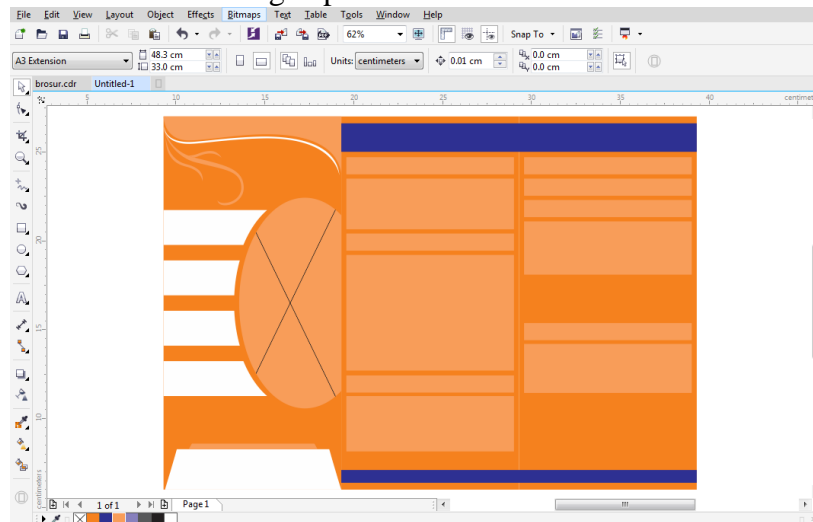 File Edit View Layout Object Effects Bitmaps Text Table Tools Window Help
62% Snap To
A3 Extension 48.3 cm 33.0 cm Units: centimeters 0.01 cm 0.0 cm 0.0 cm
brosur.cdr Untitled-1
5 10 15 20 25 30 35 40 centimet
25
20
15
10
centimeters
1 of 1 Page 1